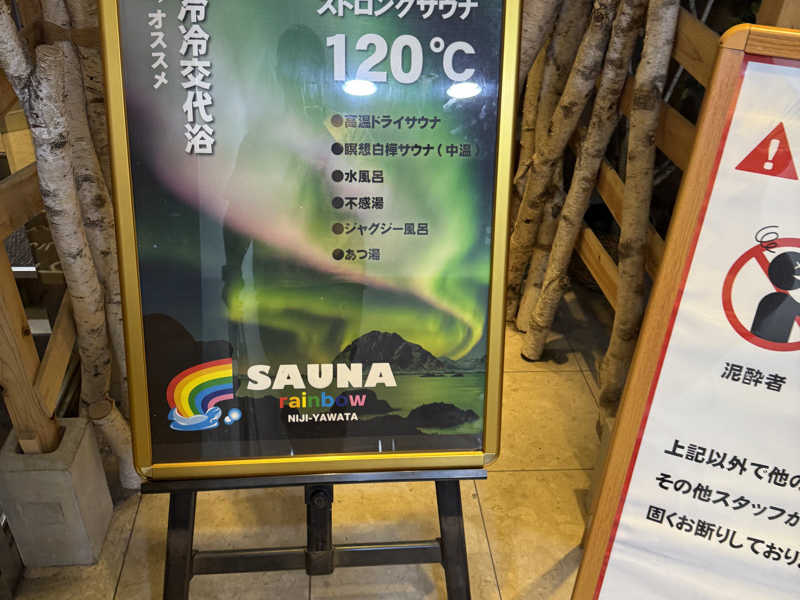 オススメ
冷冷交代浴
ストロングサウナ
120℃
●高温ドライサウナ
●瞑想白樺サウナ(中温)
●水風呂
●不感湯
●ジャグジー風呂
●あつ湯
SAUNA
rainbow
NIJI-YAWATA
泥酔者
上記以外で他の
その他スタッフが
固くお断りしており